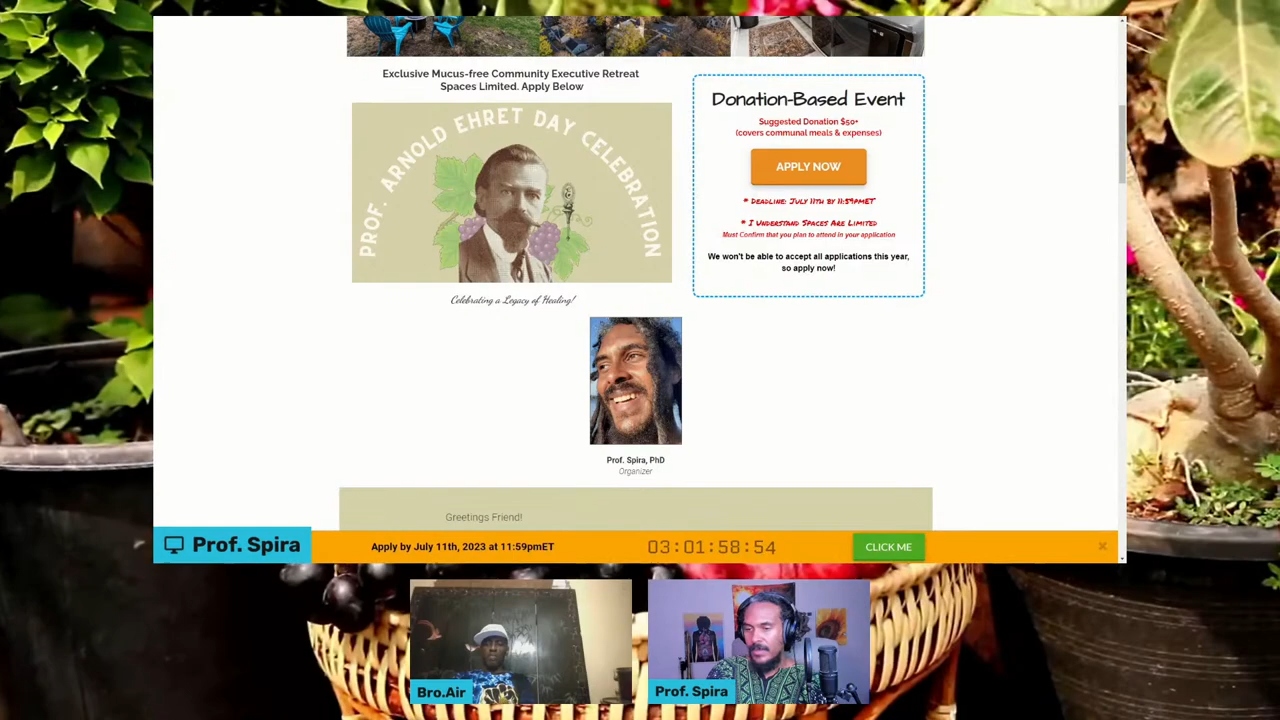 Exclusive Mucus-free Community Executive Retreat
Spaces Limited. Apply Below
PROF. ARNOLD EHRET DAY CELEBRATION
Celebrating a Legacy of Healing!
Donation-Based Event
Suggested Donation $50+
(covers communal meals & expenses)
APPLY NOW
* Deadline: July 11th by 11:59pmET
* I Understand Spaces Are Limited
Must Confirm that you plan to attend in your application
We won't be able to accept all applications this year,
so apply now!
Prof. Spira, PhD
Organizer
Greetings Friend!
Prof. Spira
Apply by July 11th, 2023 at 11:59pmET
03:01:58:54
CLICK ME
Bro.Air
Prof. Spira